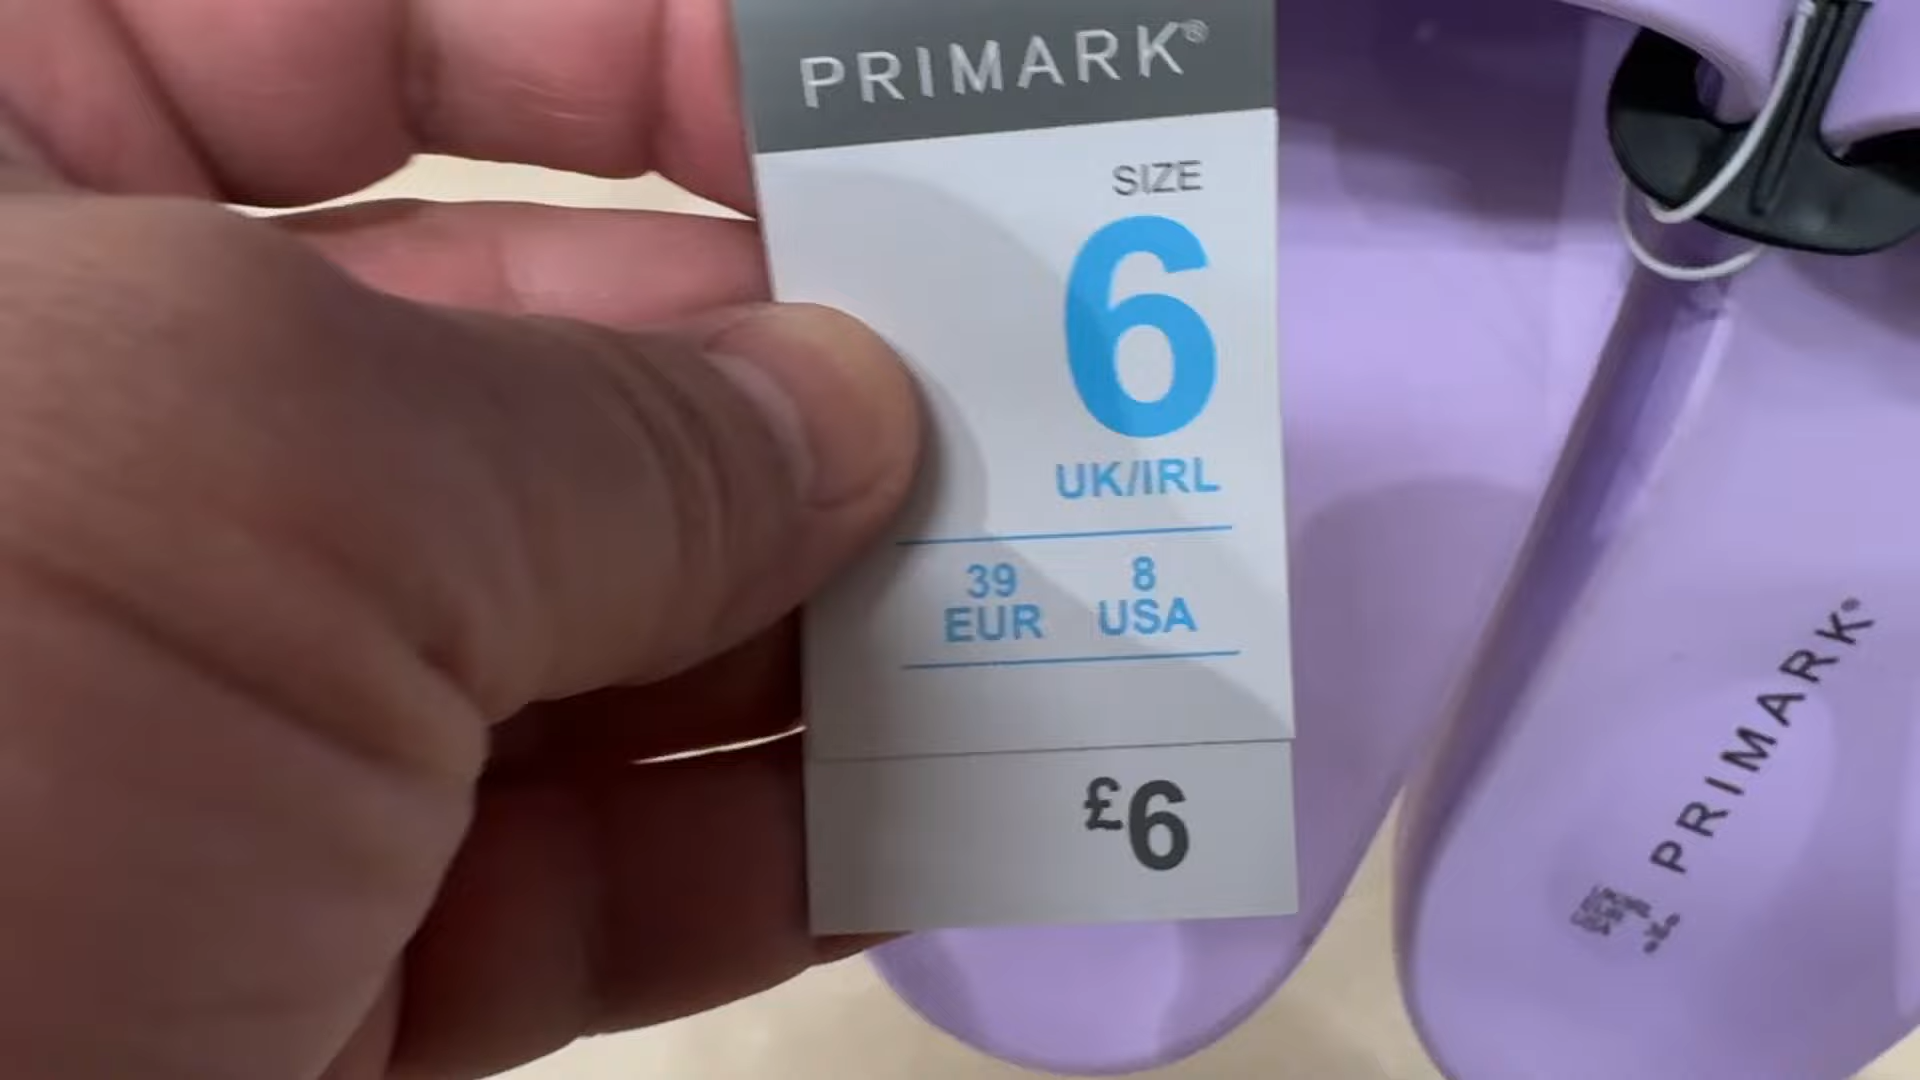 PRIMARK®
SIZE
6
UK/IRL
39 8
EUR USA
£6
PRIMARK®